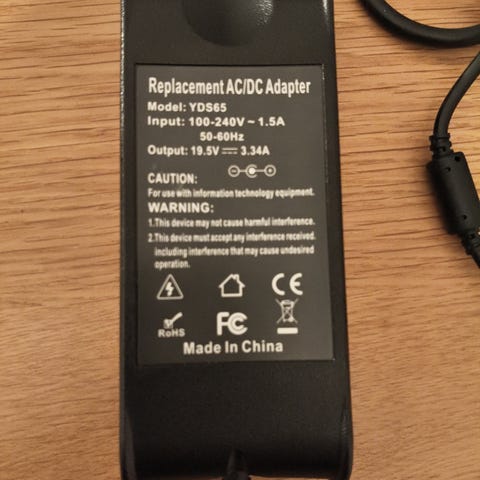 Replacement AC/DC Adapter
Model: YDS65
Input: 100-240V ~ 1.5A
50-60Hz
Output: 19.5V ⎓ 3.34A
CAUTION:
For use with information technology equipment.
WARNING:
1.This device may not cause harmful interference.
2.This device must accept any interference received.
including interference that may cause undesired
operation.
CE
RoHS
FC
Made In China